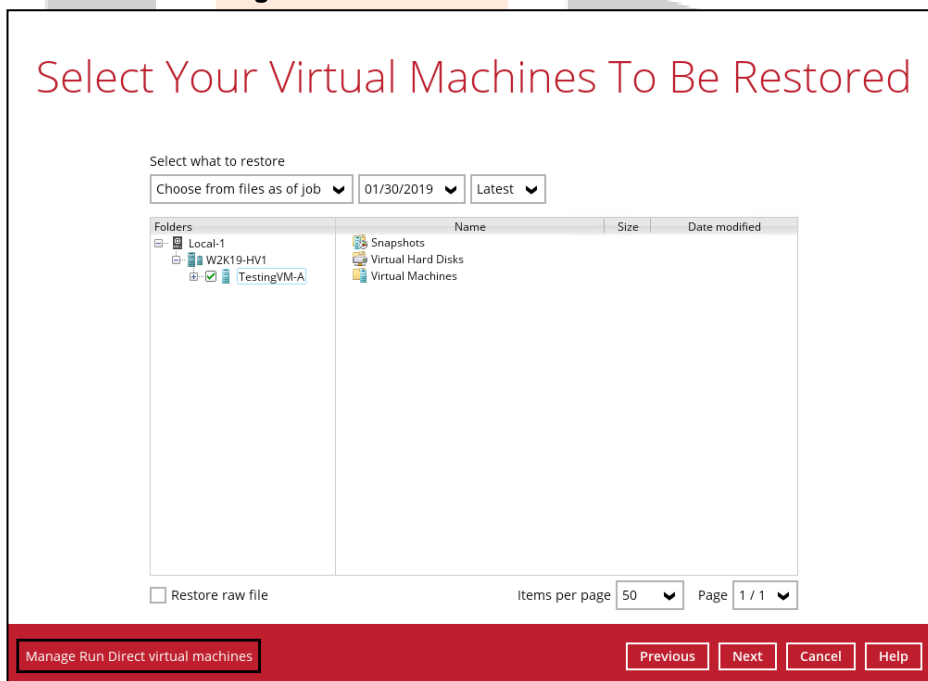 Select Your Virtual Machines To Be Restored
Select what to restore
Choose from files as of job 01/30/2019 Latest
Folders Name Size Date modified
Local-1 Snapshots
W2K19-HV1 Virtual Hard Disks
TestingVM-A Virtual Machines
Restore raw file Items per page 50 Page 1 / 1
Manage Run Direct virtual machines Previous Next Cancel Help